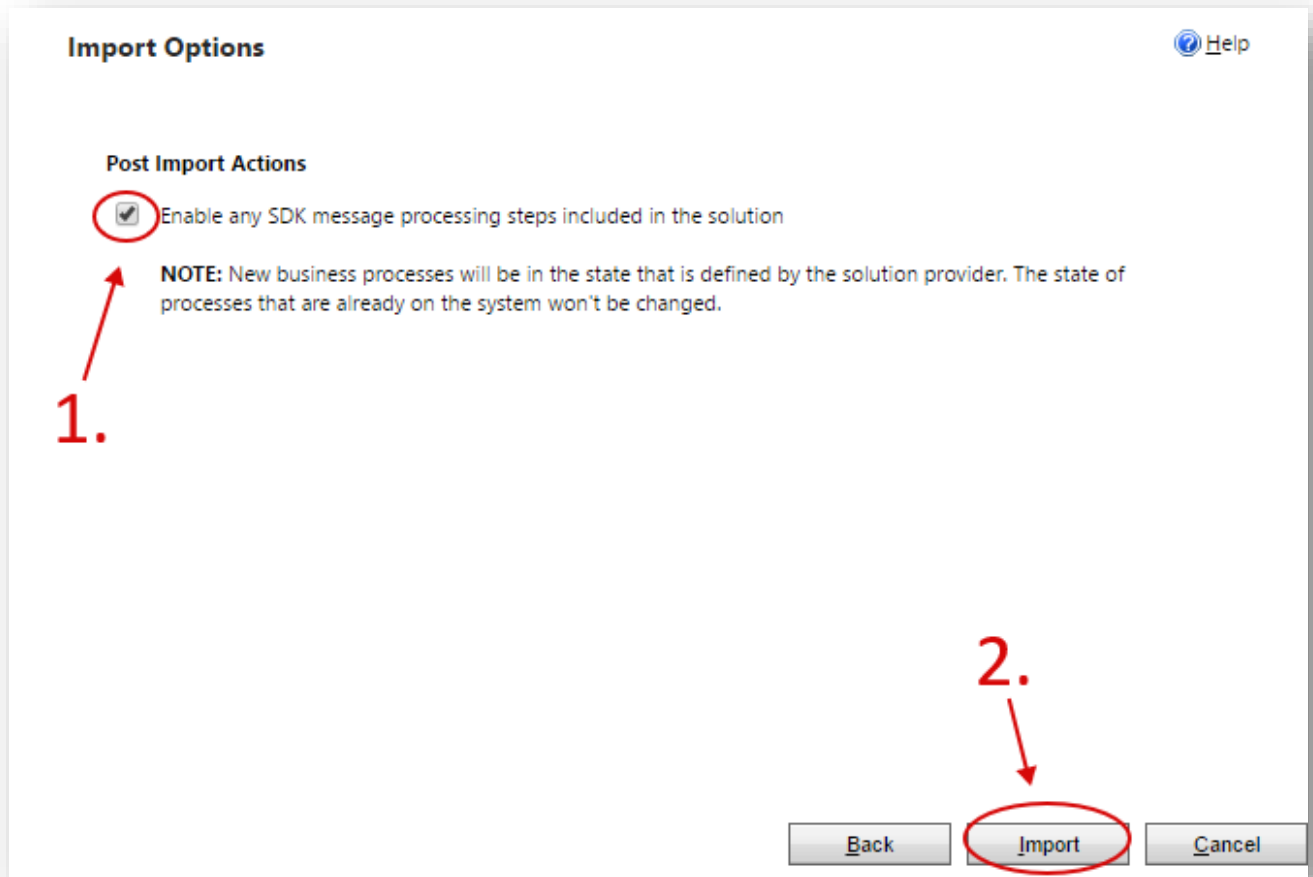 Import Options
Help
Post Import Actions
Enable any SDK message processing steps included in the solution
NOTE: New business processes will be in the state that is defined by the solution provider. The state of
processes that are already on the system won't be changed.
1.
2.
Back
Import
Cancel